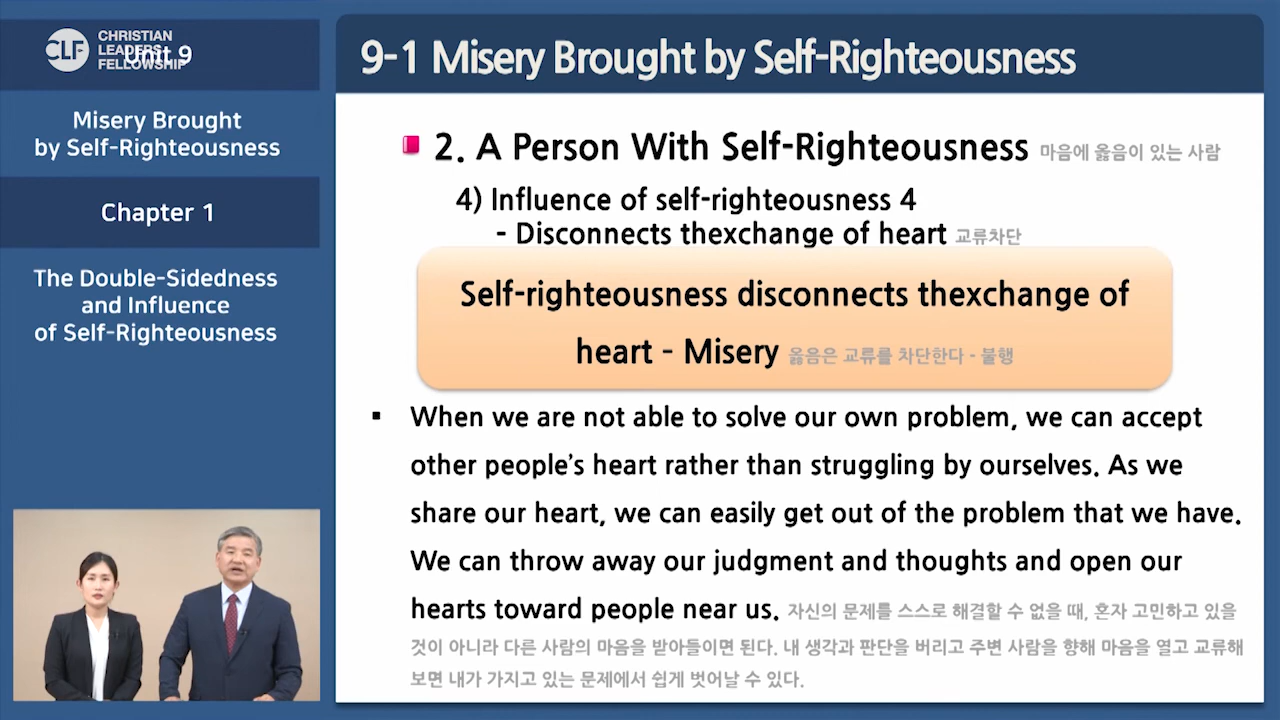 CLF CHRISTIAN
LEADERS
FELLOWSHIP
Unit 9
Misery Brought
by Self-Righteousness
Chapter 1
The Double-Sidedness
and Influence
of Self-Righteousness
9-1 Misery Brought by Self-Righteousness
2. A Person With Self-Righteousness 마음에 옳음이 있는 사람
4) Influence of self-righteousness 4
- Disconnects thexchange of heart 교류차단
Self-righteousness disconnects thexchange of
heart - Misery 옳음은 교류를 차단한다 - 불행
▪ When we are not able to solve our own problem, we can accept
other people's heart rather than struggling by ourselves. As we
share our heart, we can easily get out of the problem that we have.
We can throw away our judgment and thoughts and open our
hearts toward people near us. 자신의 문제를 스스로 해결할 수 없을 때, 혼자 고민하고 있을
것이 아니라 다른 사람의 마음을 받아들이면 된다. 내 생각과 판단을 버리고 주변 사람을 향해 마음을 열고 교류해
보면 내가 가지고 있는 문제에서 쉽게 벗어날 수 있다.